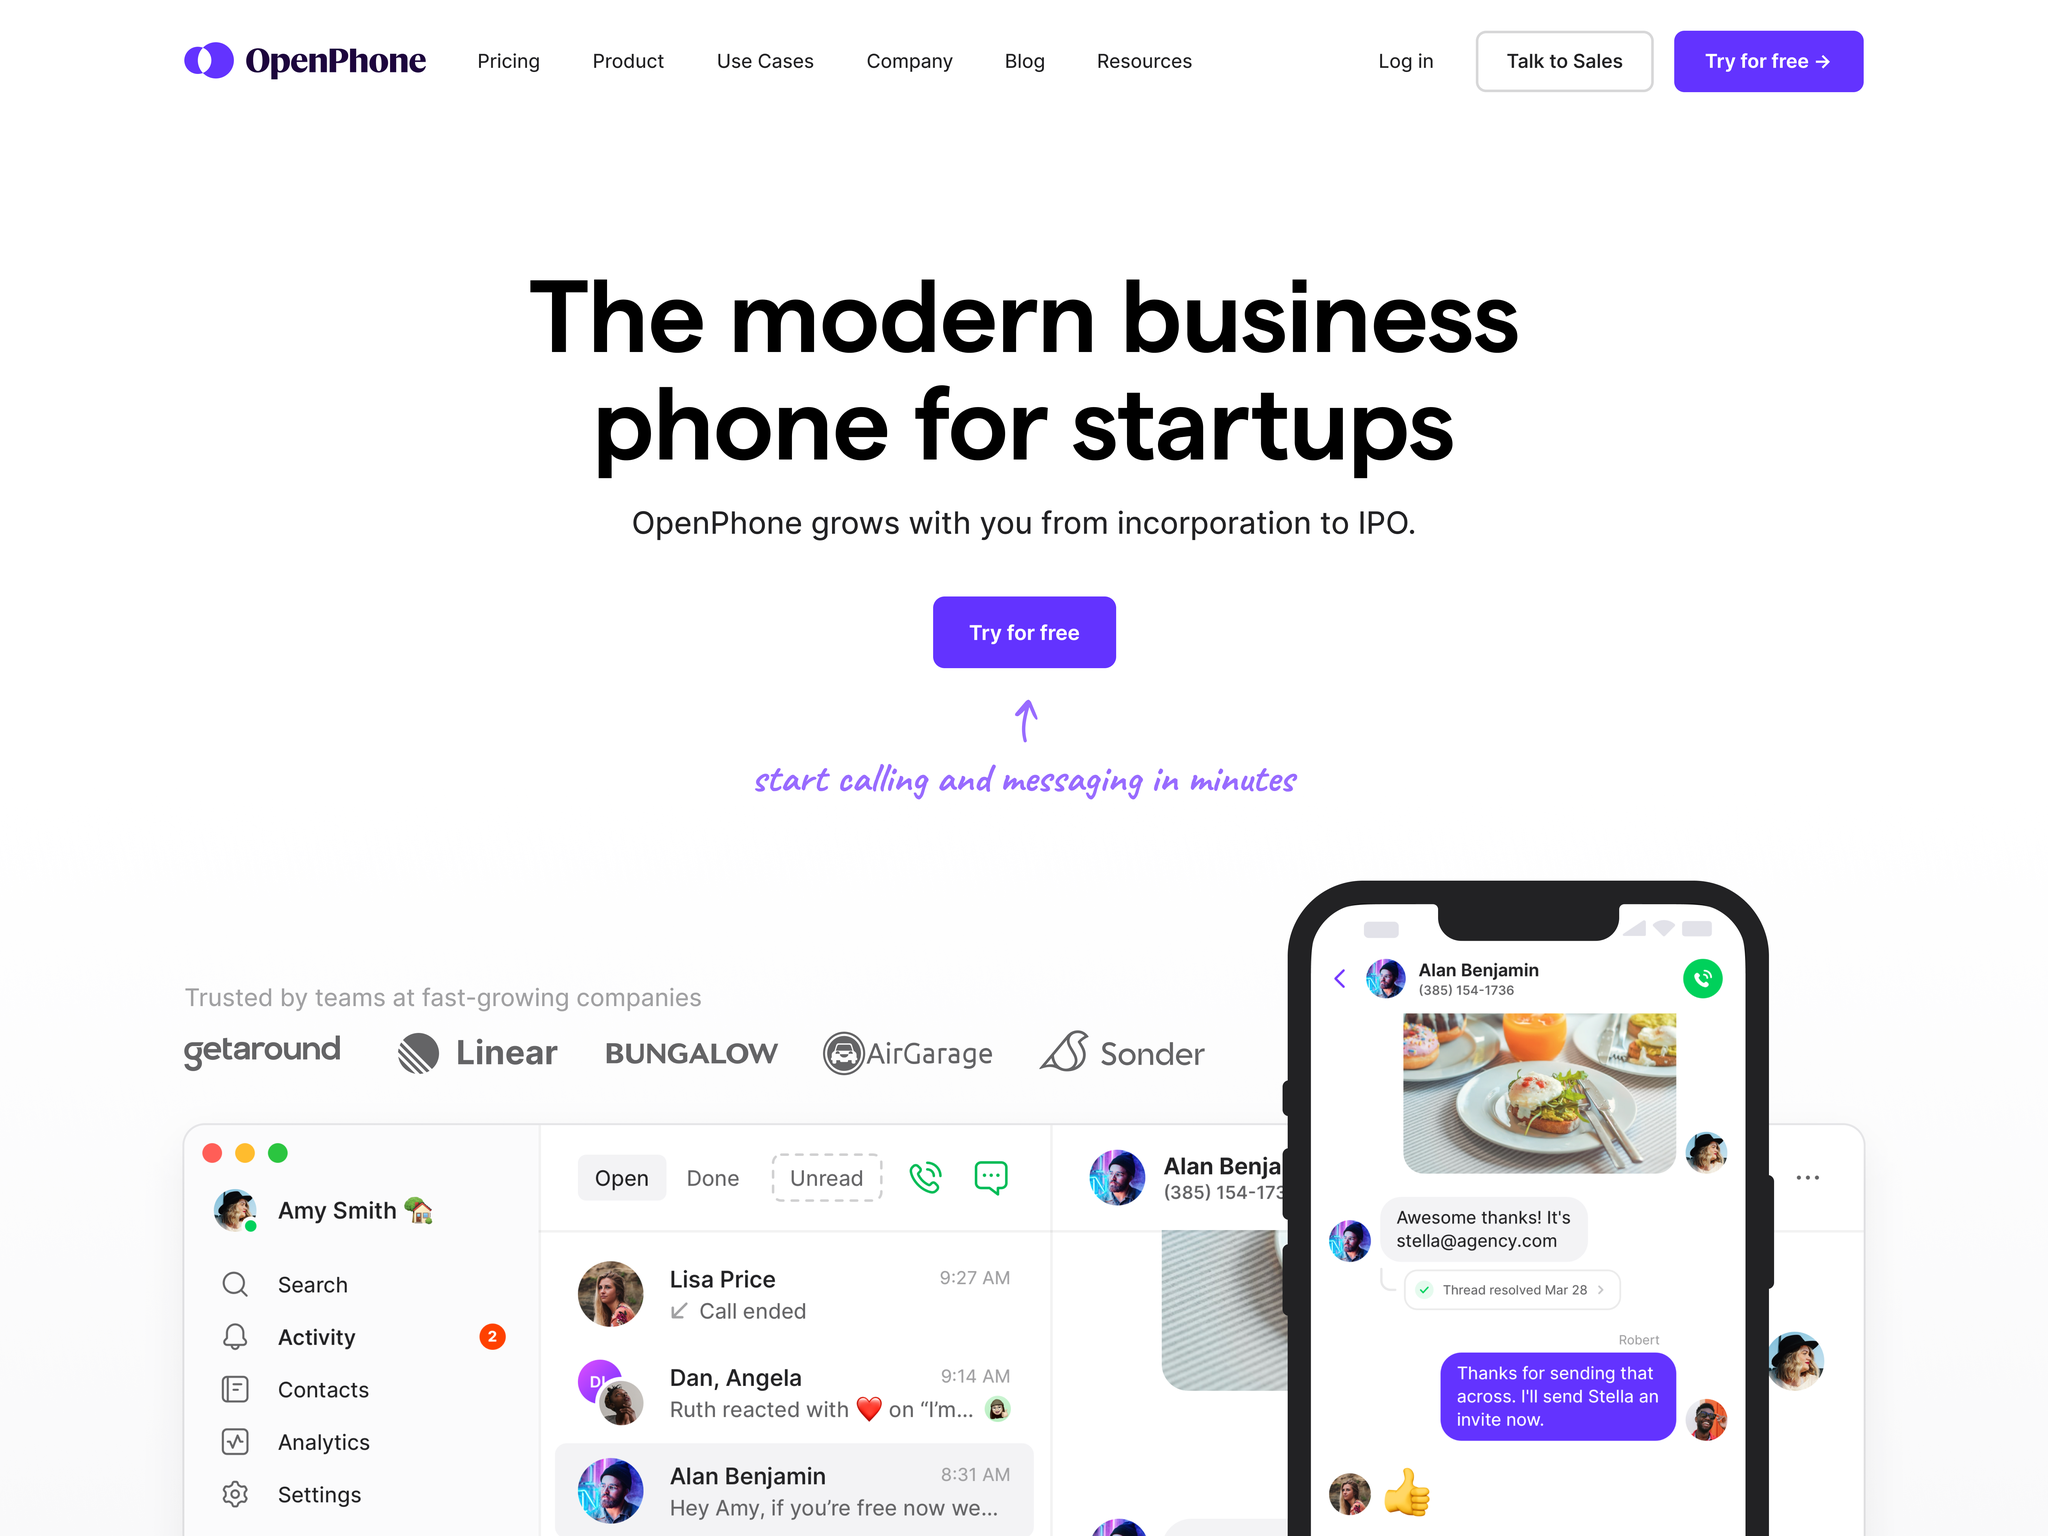 OpenPhone
Pricing
Product
Use Cases
Company
Blog
Resources
Log in
Talk to Sales
Try for free →
The modern business
phone for startups
OpenPhone grows with you from incorporation to IPO.
Try for free
start calling and messaging in minutes
Trusted by teams at fast-growing companies
getaround
Linear
BUNGALOW
AirGarage
Sonder
Amy Smith
Search
Activity
2
Contacts
Analytics
Settings
Open
Done
Unread
Lisa Price
9:27 AM
Call ended
Dan, Angela
9:14 AM
Ruth reacted with ❤️ on “I’m...
Alan Benjamin
8:31 AM
Hey Amy, if you’re free now we...
Alan Benja
(385) 154-173
Alan Benjamin
(385) 154-1736
Awesome thanks! It's
stella@agency.com
Thread resolved Mar 28
Robert
Thanks for sending that
across. I'll send Stella an
invite now.